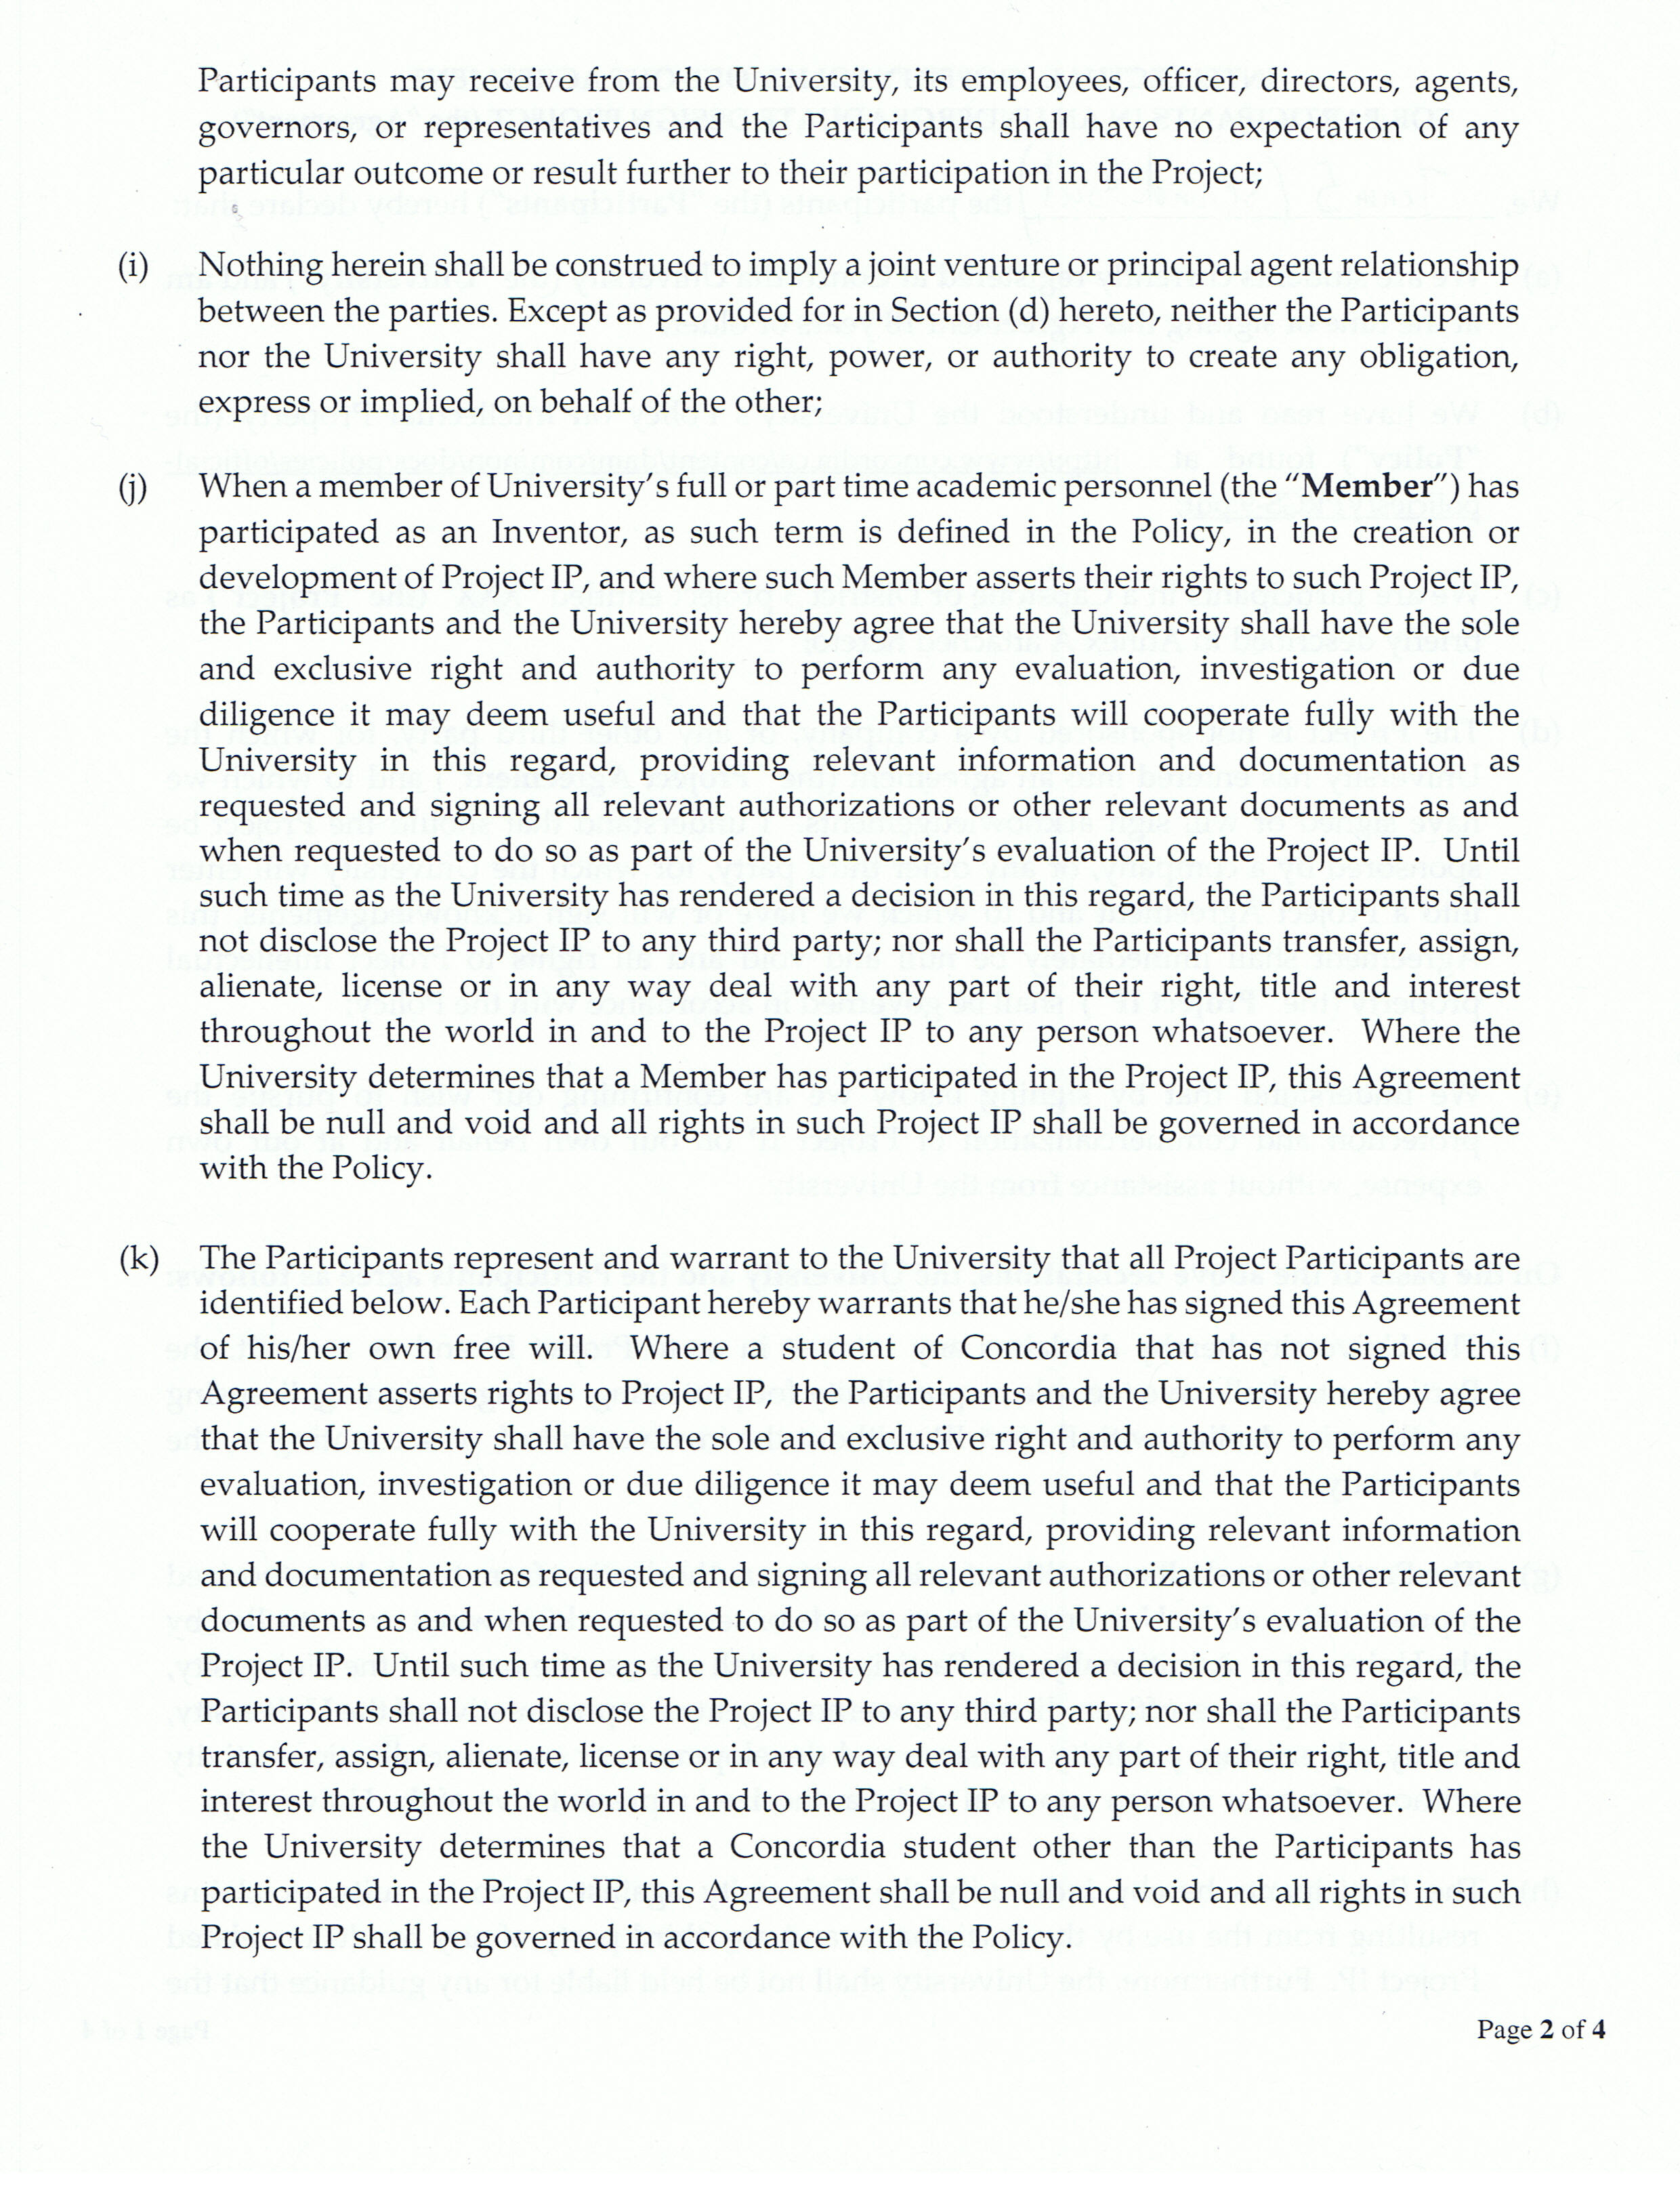 Participants may receive from the University, its employees, officer, directors, agents,
governors, or representatives and the Participants shall have no expectation of any
particular outcome or result further to their participation in the Project;
(i) Nothing herein shall be construed to imply a joint venture or principal agent relationship
between the parties. Except as provided for in Section (d) hereto, neither the Participants
nor the University shall have any right, power, or authority to create any obligation,
express or implied, on behalf of the other;
(j) When a member of University's full or part time academic personnel (the "Member") has
participated as an Inventor, as such term is defined in the Policy, in the creation or
development of Project IP, and where such Member asserts their rights to such Project IP,
the Participants and the University hereby agree that the University shall have the sole
and exclusive right and authority to perform any evaluation, investigation or due
diligence it may deem useful and that the Participants will cooperate fully with the
University in this regard, providing relevant information and documentation as
requested and signing all relevant authorizations or other relevant documents as and
when requested to do so as part of the University's evaluation of the Project IP. Until
such time as the University has rendered a decision in this regard, the Participants shall
not disclose the Project IP to any third party; nor shall the Participants transfer, assign,
alienate, license or in any way deal with any part of their right, title and interest
throughout the world in and to the Project IP to any person whatsoever. Where the
University determines that a Member has participated in the Project IP, this Agreement
shall be null and void and all rights in such Project IP shall be governed in accordance
with the Policy.
(k) The Participants represent and warrant to the University that all Project Participants are
identified below. Each Participant hereby warrants that he/she has signed this Agreement
of his/her own free will. Where a student of Concordia that has not signed this
Agreement asserts rights to Project IP, the Participants and the University hereby agree
that the University shall have the sole and exclusive right and authority to perform any
evaluation, investigation or due diligence it may deem useful and that the Participants
will cooperate fully with the University in this regard, providing relevant information
and documentation as requested and signing all relevant authorizations or other relevant
documents as and when requested to do so as part of the University's evaluation of the
Project IP. Until such time as the University has rendered a decision in this regard, the
Participants shall not disclose the Project IP to any third party; nor shall the Participants
transfer, assign, alienate, license or in any way deal with any part of their right, title and
interest throughout the world in and to the Project IP to any person whatsoever. Where
the University determines that a Concordia student other than the Participants has
participated in the Project IP, this Agreement shall be null and void and all rights in such
Project IP shall be governed in accordance with the Policy.
Page 2 of 4